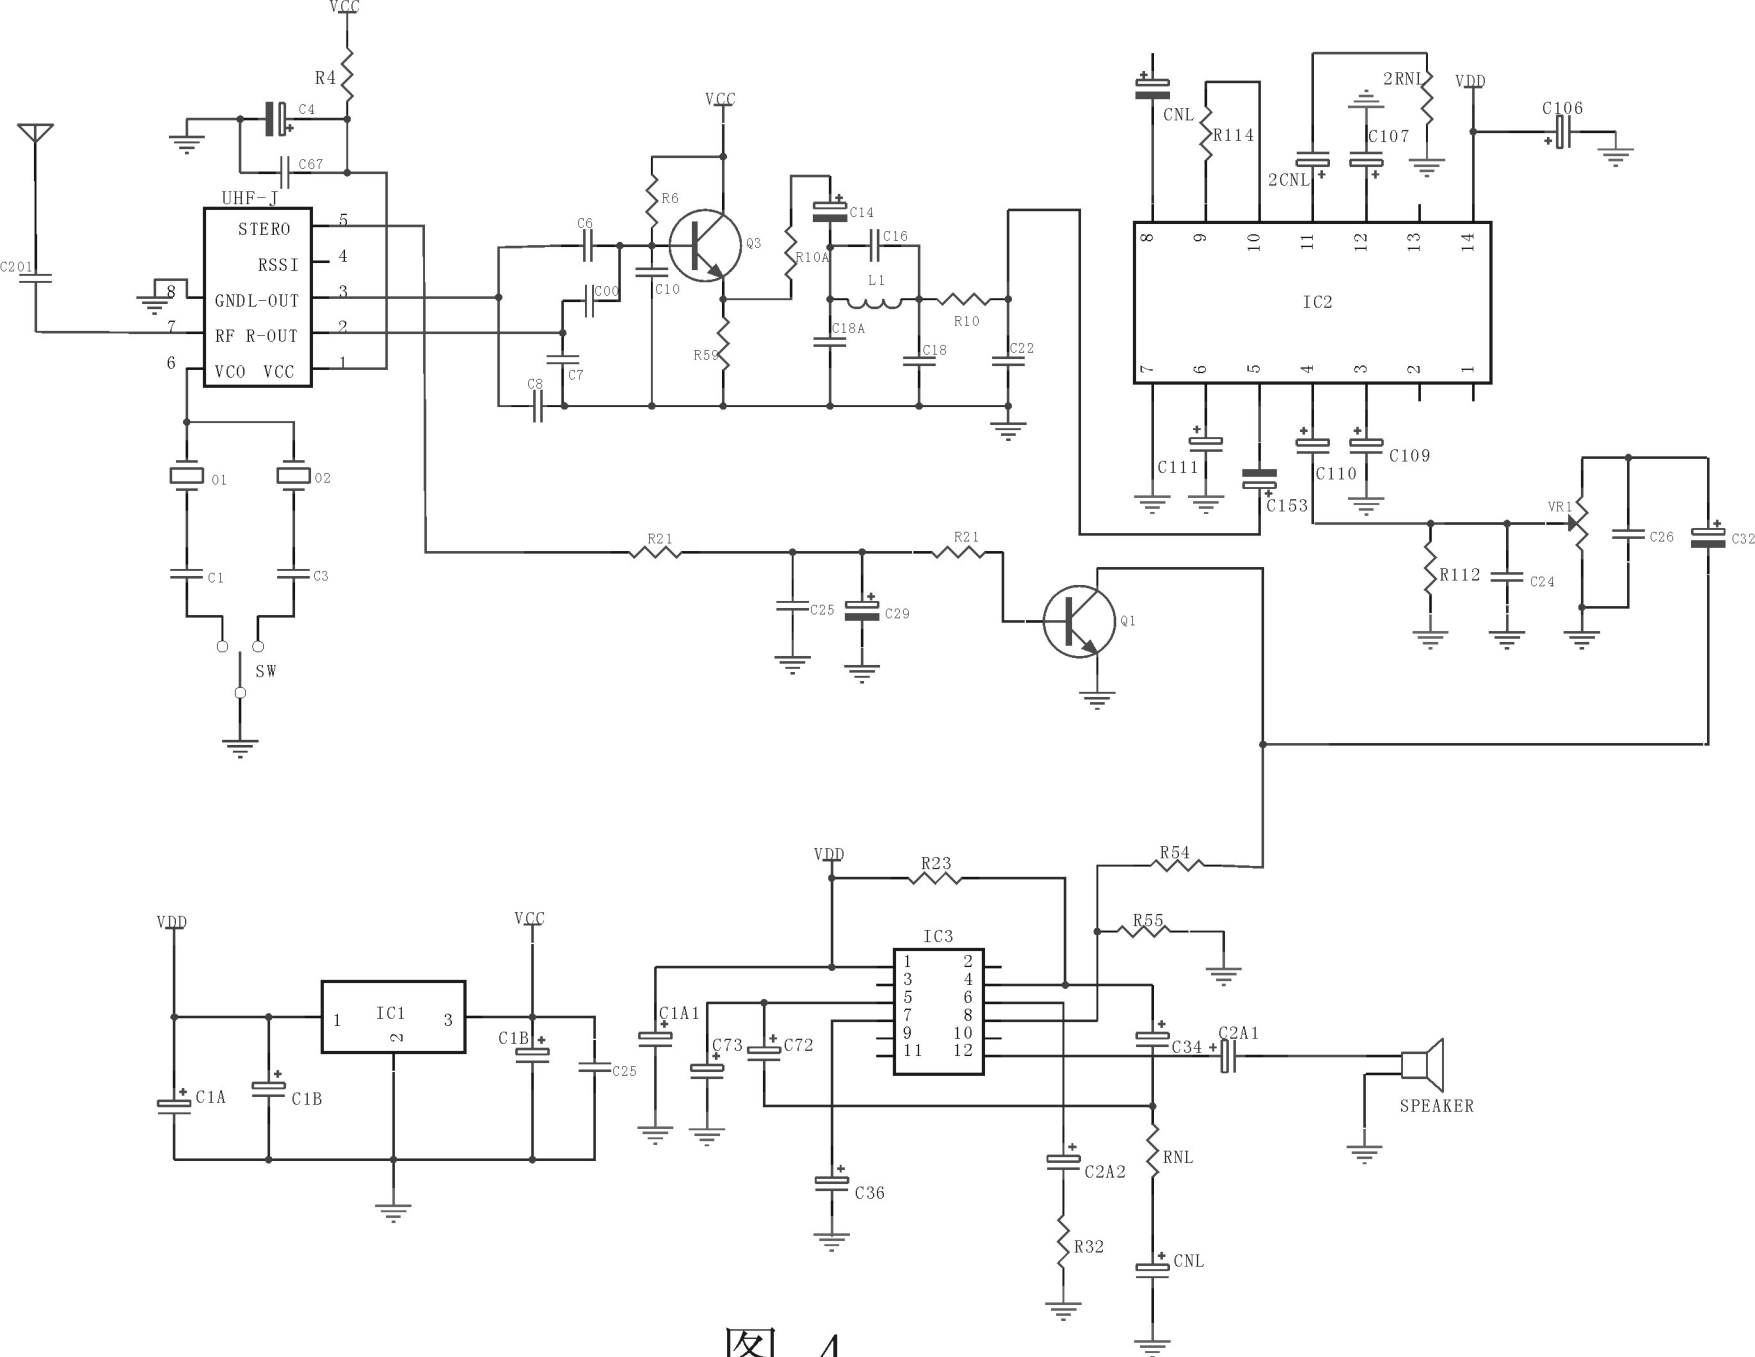 VCC
R4
C4
C67
UHF-J
STERO
5
RSSI
4
8
GNDL-OUT
3
7
RF R-OUT
2
6
VCO VCC
1
C201
O1
O2
C1
C3
SW
VCC
R6
C6
Q3
C00
C10
C7
C8
R59
R10A
C14
C16
L1
C18A
C18
R10
C22
CNL
R114
2CNL
C107
2RNL
VDD
C106
8
9
10
11
12
13
14
IC2
7
6
5
4
3
2
1
C111
C153
C110
C109
R112
C24
VR1
C26
C32
R21
C25
C29
R21
Q1
R54
R55
VDD
R23
IC3
1 2
3 4
5 6
7 8
9 10
11 12
C1A1
C73
C72
C36
C34
C2A1
SPEAKER
C2A2
R32
RNL
CNL
VDD
VCC
IC1
1
2
3
C1A
C1B
C1B
C25
图 4